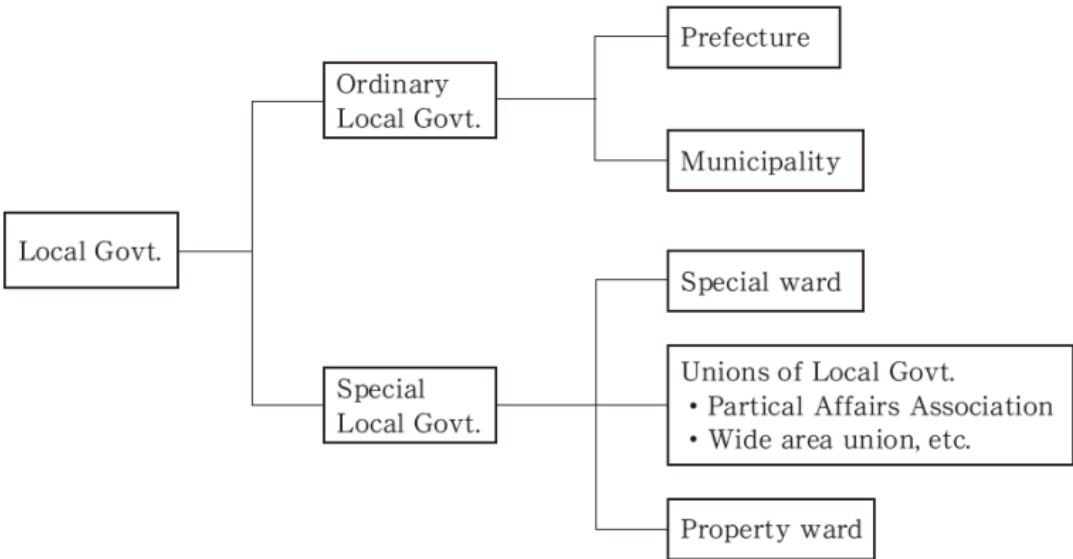 Local Govt.
Ordinary
Local Govt.
Prefecture
Municipality
Special
Local Govt.
Special ward
Unions of Local Govt.
・Partical Affairs Association
・Wide area union, etc.
Property ward